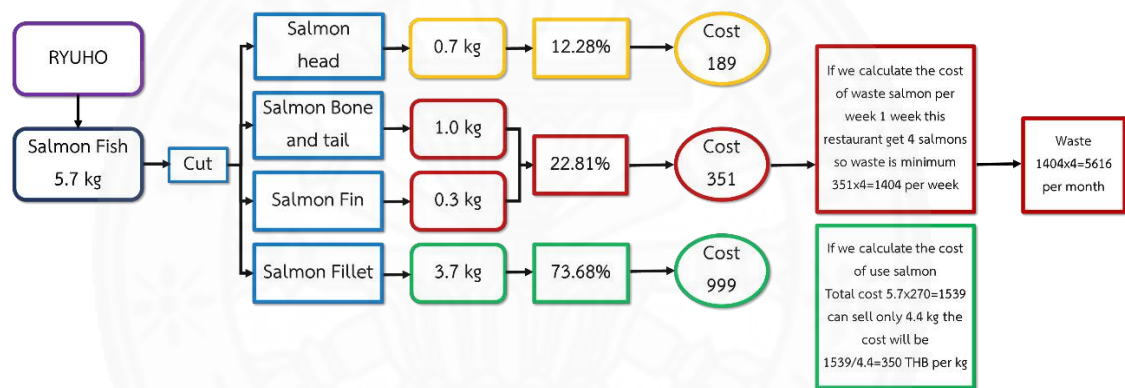 RYUHO
Salmon Fish
5.7 kg
Cut
Salmon
head
0.7 kg
12.28%
Cost
189
Salmon Bone
and tail
1.0 kg
Salmon Fin
0.3 kg
22.81%
Cost
351
If we calculate the cost
of waste salmon per
week 1 week this
restaurant get 4 salmons
so waste is minimum
351x4=1404 per week
Waste
1404x4=5616
per month
Salmon Fillet
3.7 kg
73.68%
Cost
999
If we calculate the cost
of use salmon
Total cost 5.7x270=1539
can sell only 4.4 kg the
cost will be
1539/4.4=350 THB per kg